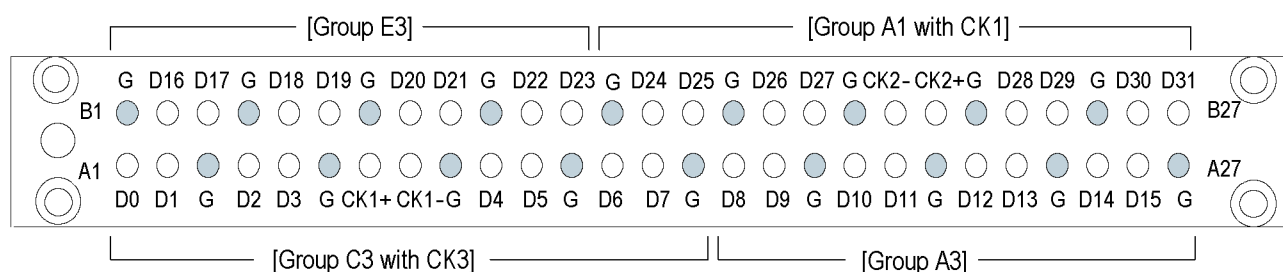 [Group E3] [Group A1 with CK1]
G D16 D17 G D18 D19 G D20 D21 G D22 D23 G D24 D25 G D26 D27 G CK2- CK2+ G D28 D29 G D30 D31
B1 B27
A1 A27
D0 D1 G D2 D3 G CK1+ CK1- G D4 D5 G D6 D7 G D8 D9 G D10 D11 G D12 D13 G D14 D15 G
[Group C3 with CK3] [Group A3]